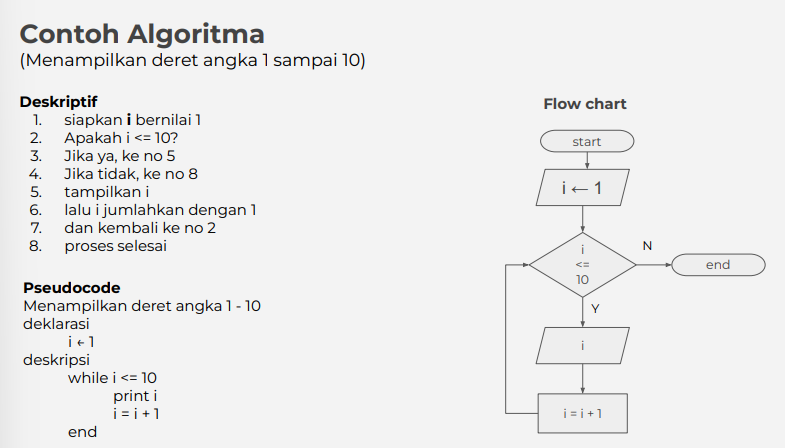 Contoh Algoritma
(Menampilkan deret angka 1 sampai 10)
Deskriptif
1. siapkan i bernilai 1
2. Apakah i <= 10?
3. Jika ya, ke no 5
4. Jika tidak, ke no 8
5. tampilkan i
6. lalu i jumlahkan dengan 1
7. dan kembali ke no 2
8. proses selesai
Pseudocode
Menampilkan deret angka 1 - 10
deklarasi
i ← 1
deskripsi
while i <= 10
print i
i = i + 1
end
Flow chart
start
i ← 1
i
<=
10
N
end
Y
i
i = i + 1